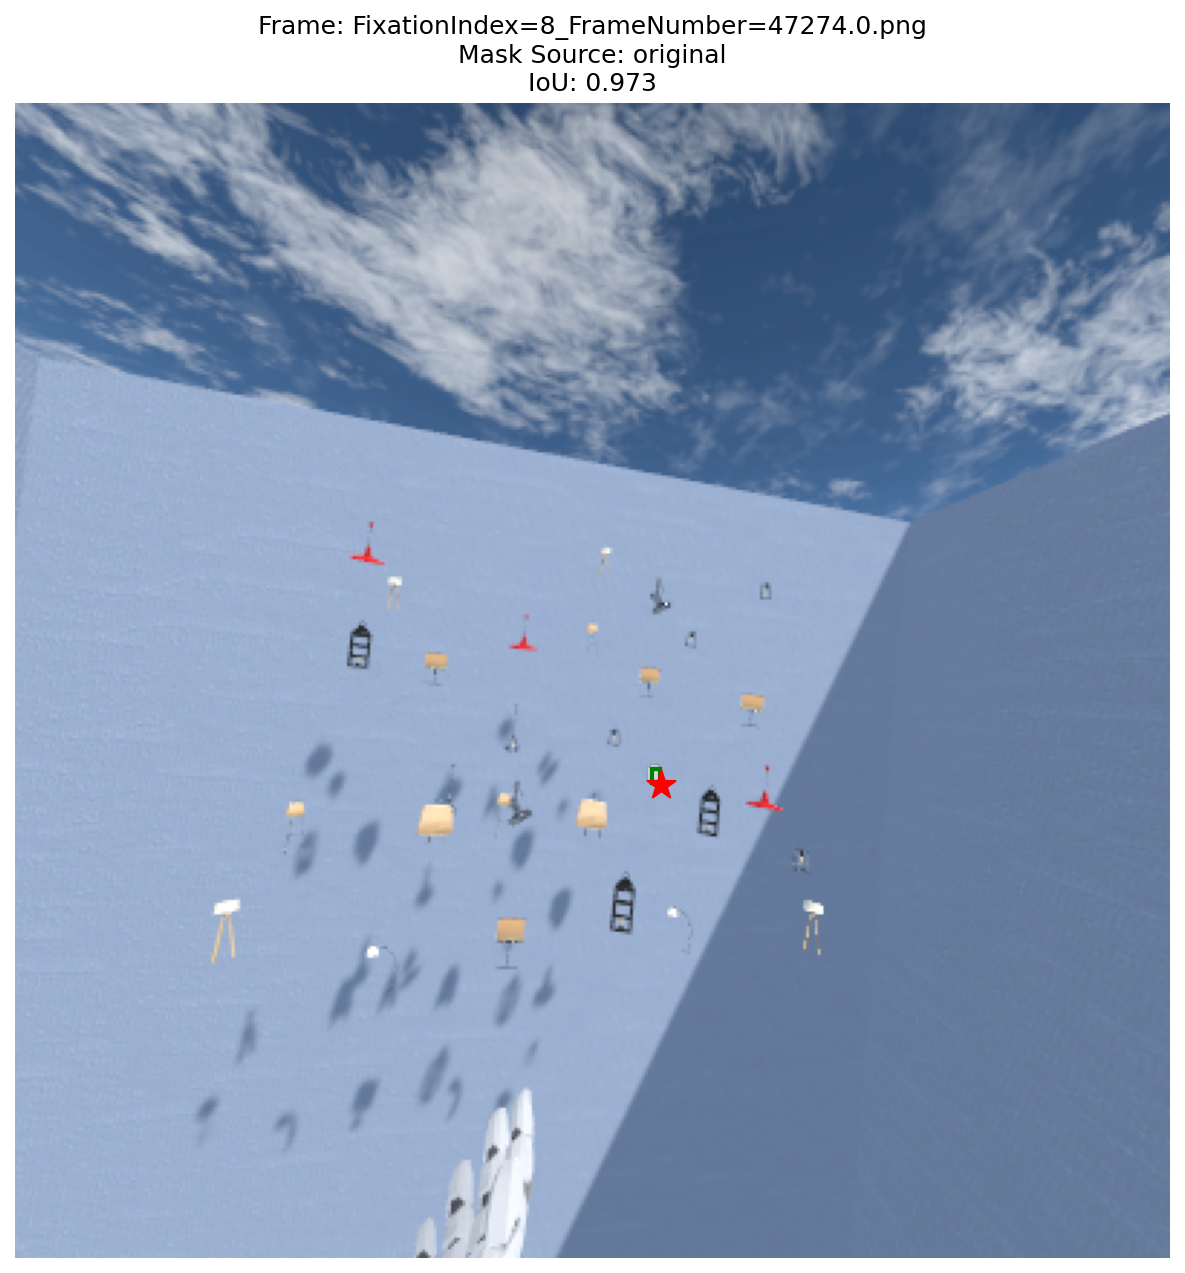 Frame: FixationIndex=8_FrameNumber=47274.0.png
Mask Source: original
IoU: 0.973